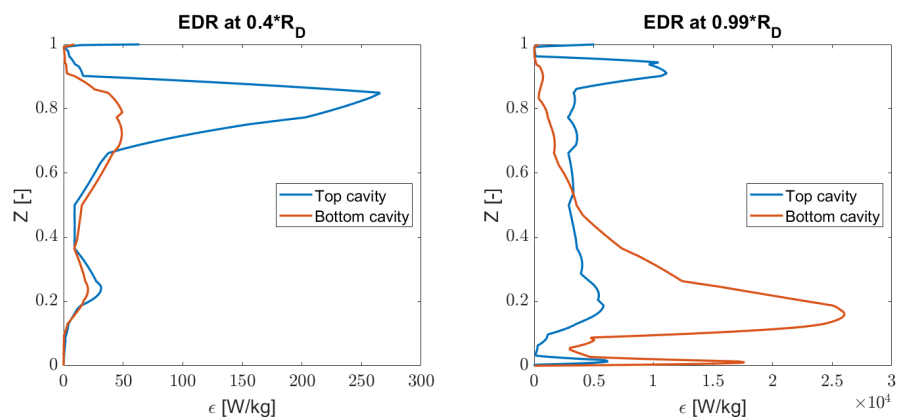 EDR at 0.4*R_D
1
0.8
0.6
0.4
0.2
0
Z [-]
Top cavity
Bottom cavity
0 50 100 150 200 250 300
ϵ [W/kg]
EDR at 0.99*R_D
1
0.8
0.6
0.4
0.2
0
Z [-]
Top cavity
Bottom cavity
0 0.5 1 1.5 2 2.5 3
ϵ [W/kg]
×10^4